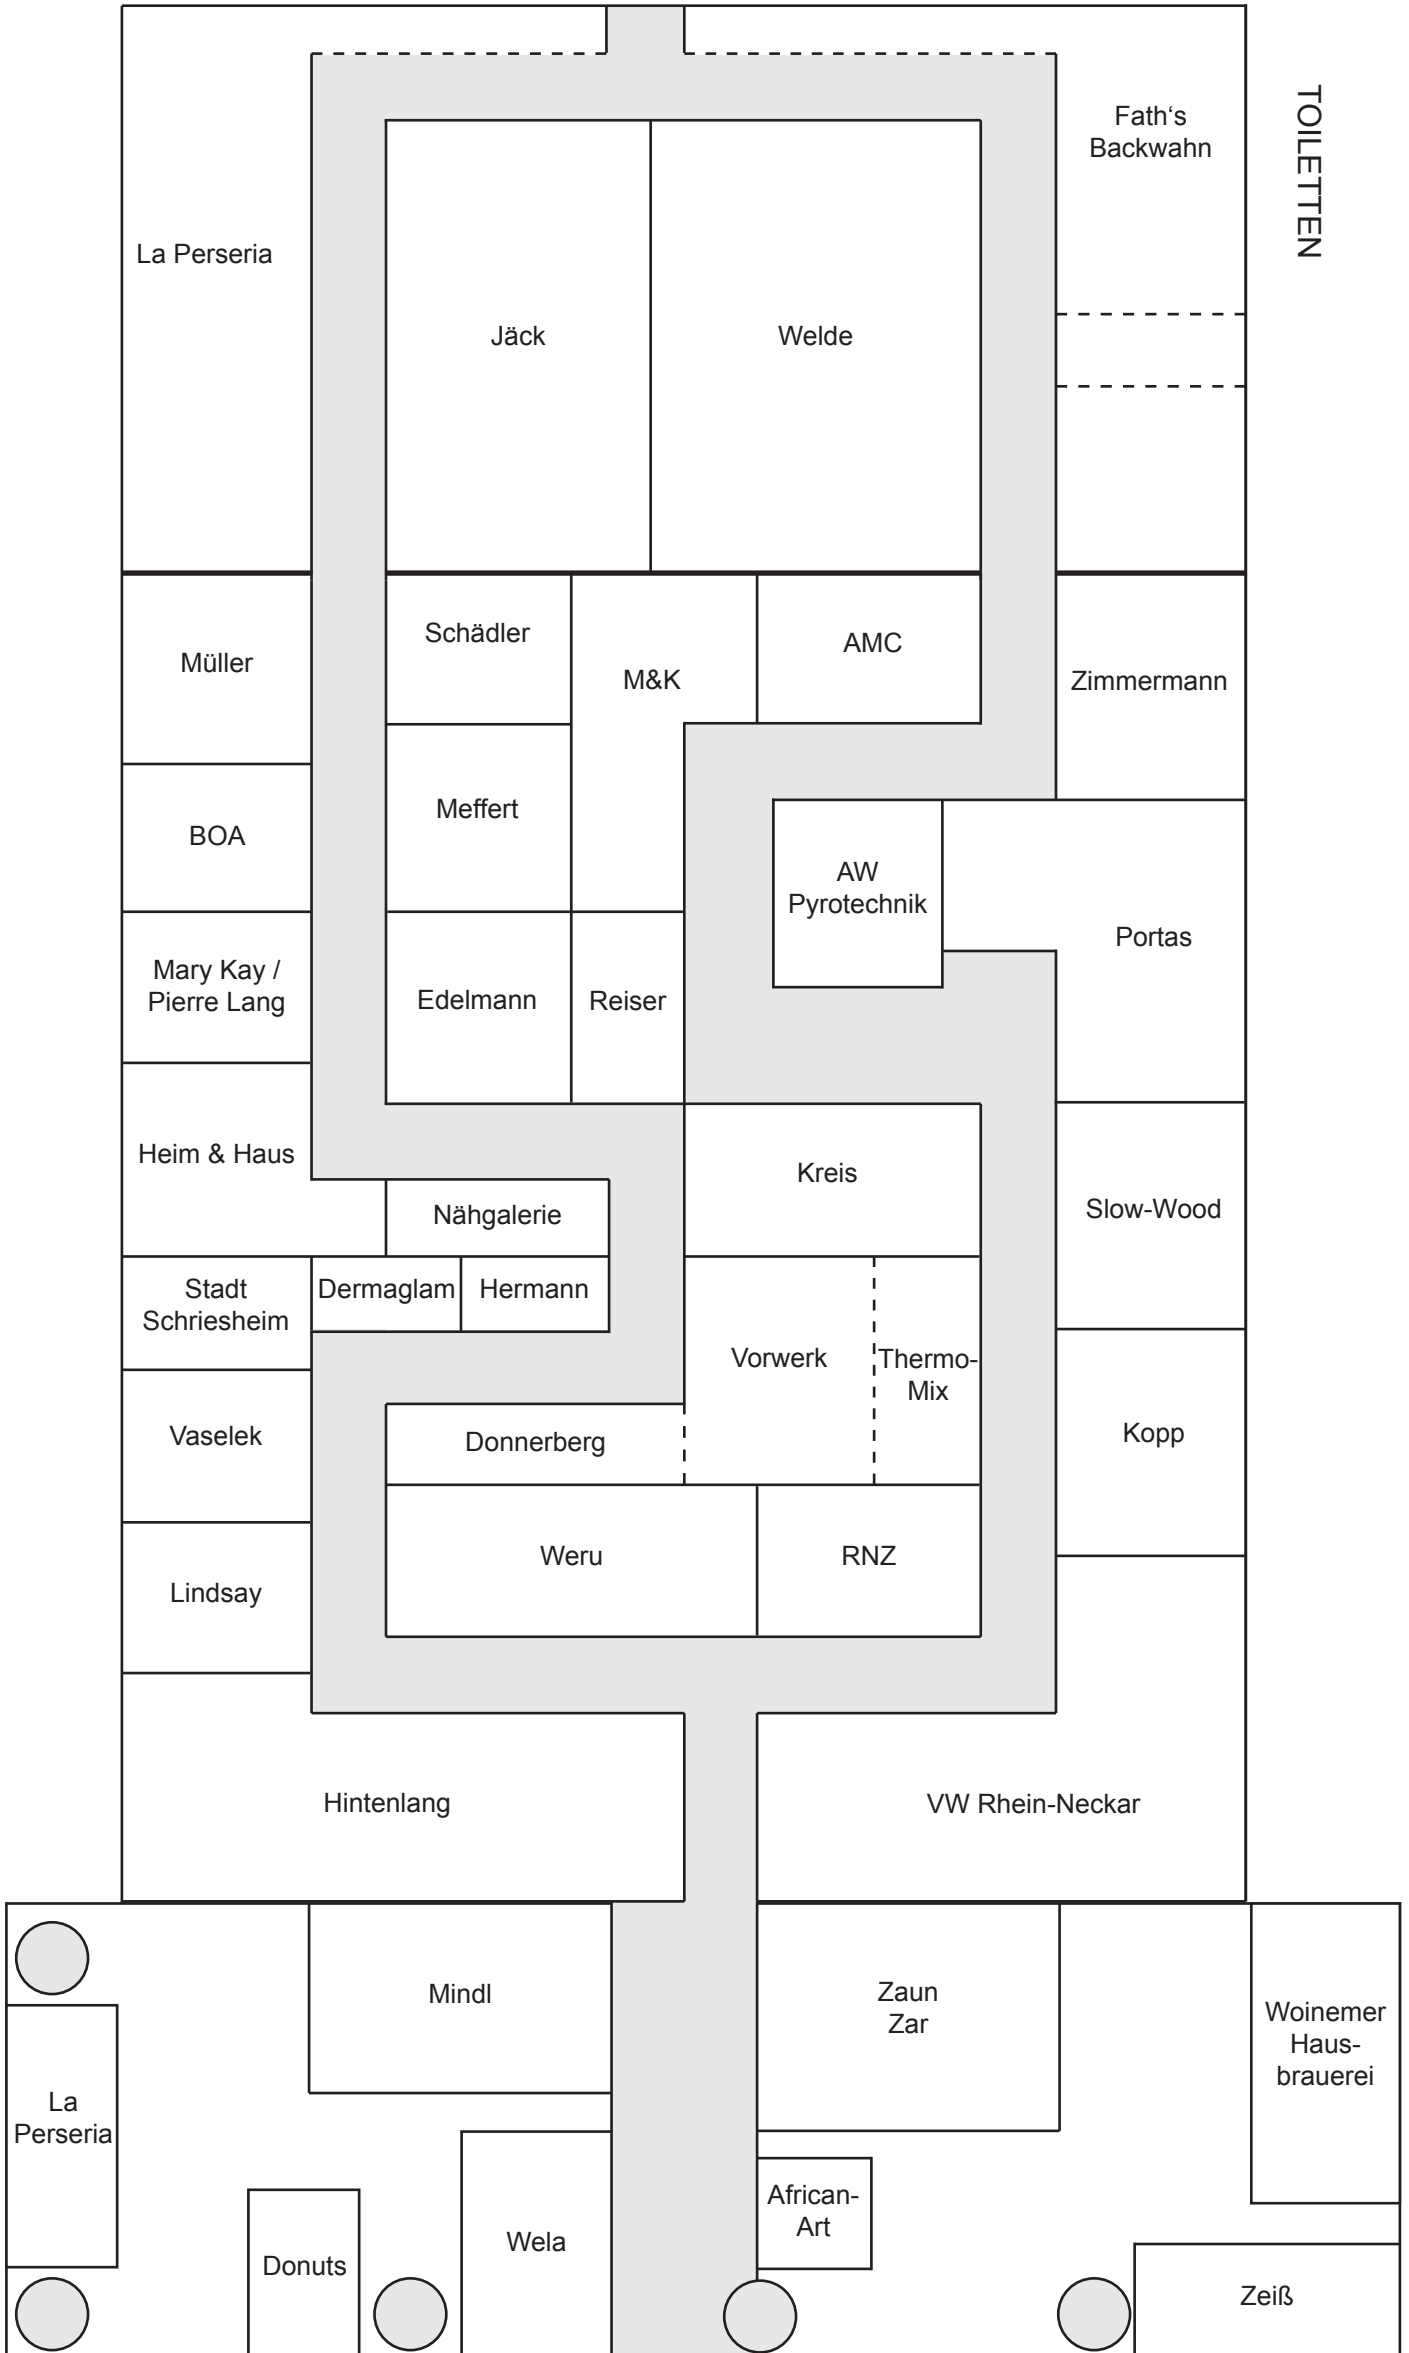 Fath‘s
Backwahn
TOILETTEN
La Perseria
Jäck
Welde
Schädler
AMC
Müller
M&K
Zimmermann
Meffert
BOA
AW
Pyrotechnik
Portas
Mary Kay /
Pierre Lang
Edelmann
Reiser
Heim & Haus
Kreis
Nähgalerie
Slow-Wood
Stadt
Schriesheim
Dermaglam
Hermann
Vorwerk
Thermo-
Mix
Vaselek
Donnerberg
Kopp
Weru
RNZ
Lindsay
Hintenlang
VW Rhein-Neckar
Mindl
Zaun
Zar
Woinemer
Haus-
brauerei
La
Perseria
African-
Art
Wela
Donuts
Zeiß